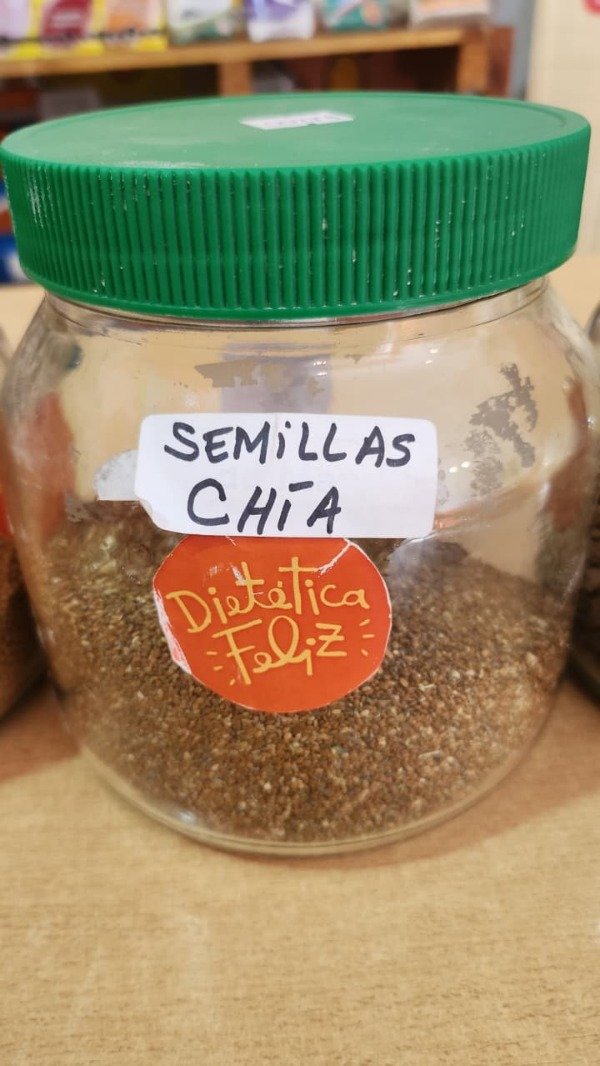 SEMiLLAS
CHÍA
Dietética
Feliz